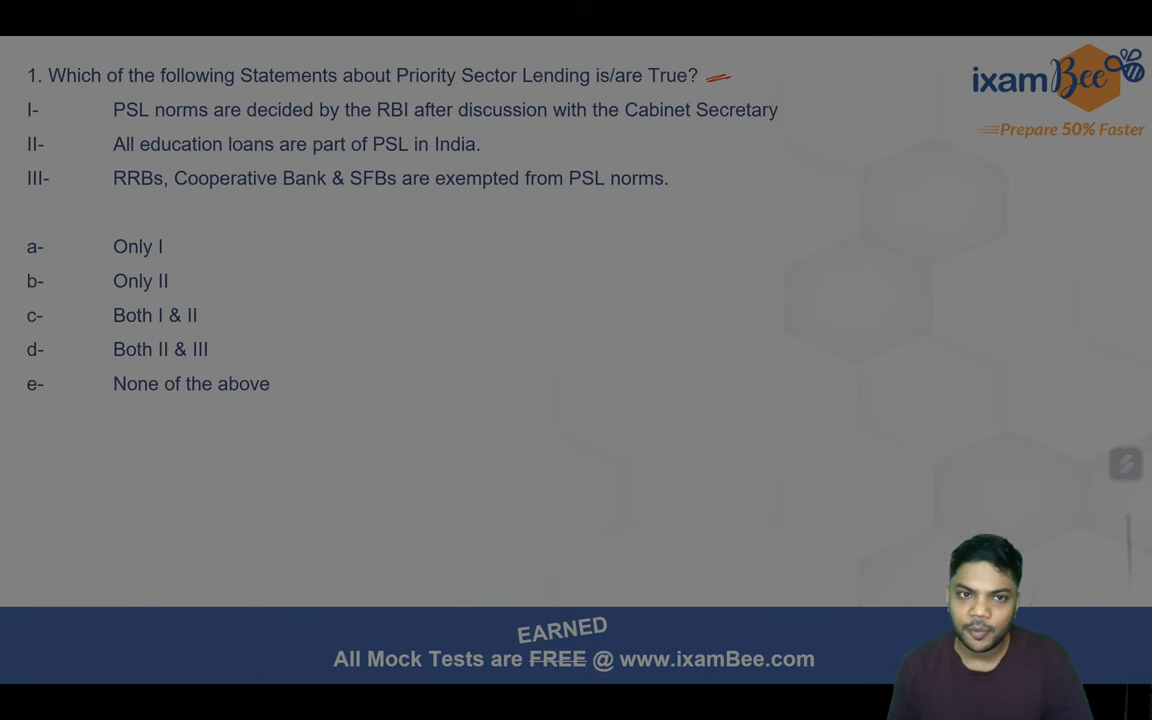 1. Which of the following Statements about Priority Sector Lending is/are True?
I- PSL norms are decided by the RBI after discussion with the Cabinet Secretary
II- All education loans are part of PSL in India.
III- RRBs, Cooperative Bank & SFBs are exempted from PSL norms.
a- Only I
b- Only II
c- Both I & II
d- Both II & III
e- None of the above
ixamBee
Prepare 50% Faster
EARNED
All Mock Tests are FREE @ www.ixamBee.com